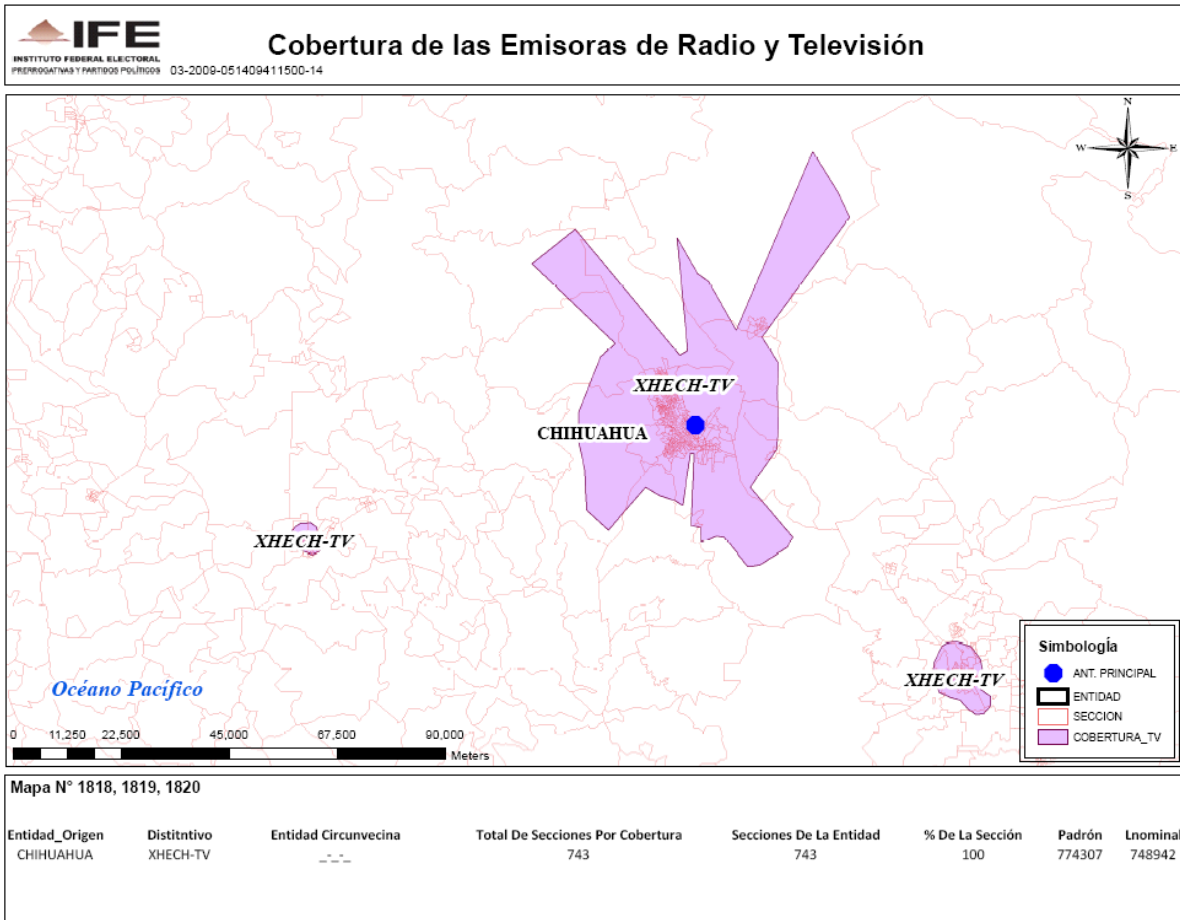 IFE
INSTITUTO FEDERAL ELECTORAL
PRERROGATIVAS Y PARTIDOS POLÍTICOS
03-2009-051409411500-14
Cobertura de las Emisoras de Radio y Televisión
N
W
E
S
XHECH-TV
CHIHUAHUA
XHECH-TV
XHECH-TV
Océano Pacífico
0 11,250 22,500 45,000 67,500 90,000
Meters
Simbología
ANT. PRINCIPAL
ENTIDAD
SECCION
COBERTURA_TV
Mapa N° 1818, 1819, 1820
Entidad_Origen Distitntivo Entidad Circunvecina Total De Secciones Por Cobertura Secciones De La Entidad % De La Sección Padrón Lnominal
CHIHUAHUA XHECH-TV _-_-_ 743 743 100 774307 748942